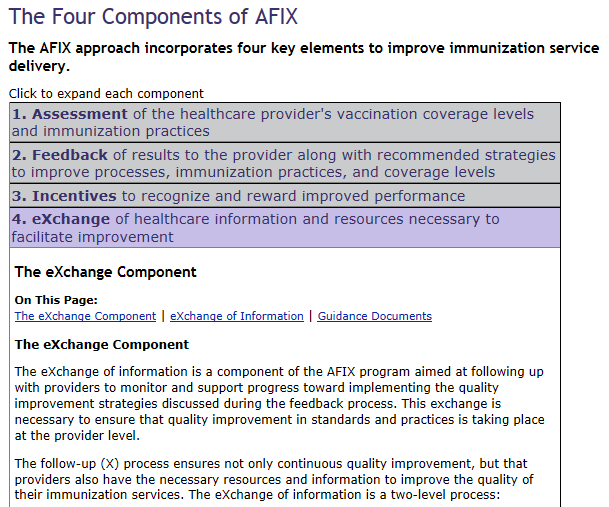 The Four Components of AFIX
The AFIX approach incorporates four key elements to improve immunization service
delivery.
Click to expand each component
1. Assessment of the healthcare provider's vaccination coverage levels
and immunization practices
2. Feedback of results to the provider along with recommended strategies
to improve processes, immunization practices, and coverage levels
3. Incentives to recognize and reward improved performance
4. eXchange of healthcare information and resources necessary to
facilitate improvement
The eXchange Component
On This Page:
The eXchange Component | eXchange of Information | Guidance Documents
The eXchange Component
The eXchange of information is a component of the AFIX program aimed at following up
with providers to monitor and support progress toward implementing the quality
improvement strategies discussed during the feedback process. This exchange is
necessary to ensure that quality improvement in standards and practices is taking place
at the provider level.
The follow-up (X) process ensures not only continuous quality improvement, but that
providers also have the necessary resources and information to improve the quality of
their immunization services. The eXchange of information is a two-level process: